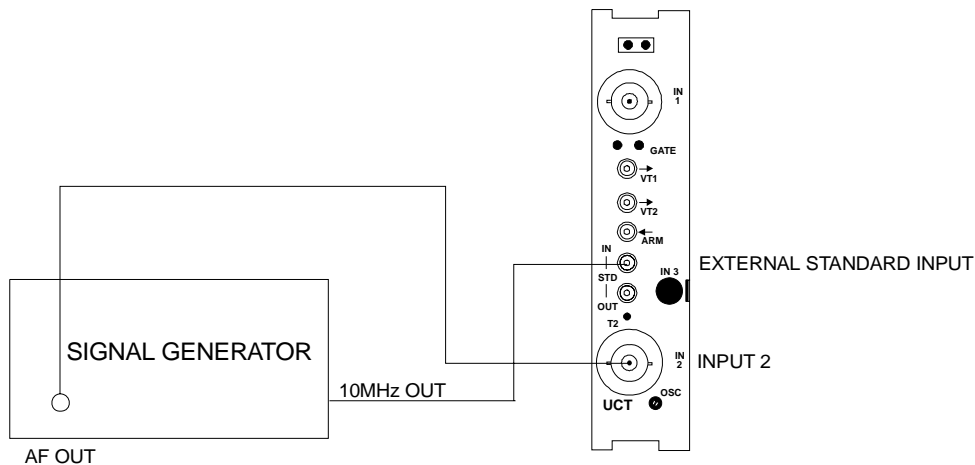 IN
1
GATE
VT1
VT2
ARM
IN
STD
OUT
IN 3
EXTERNAL STANDARD INPUT
T2
IN
2
INPUT 2
OSC
UCT
SIGNAL GENERATOR
10MHz OUT
AF OUT